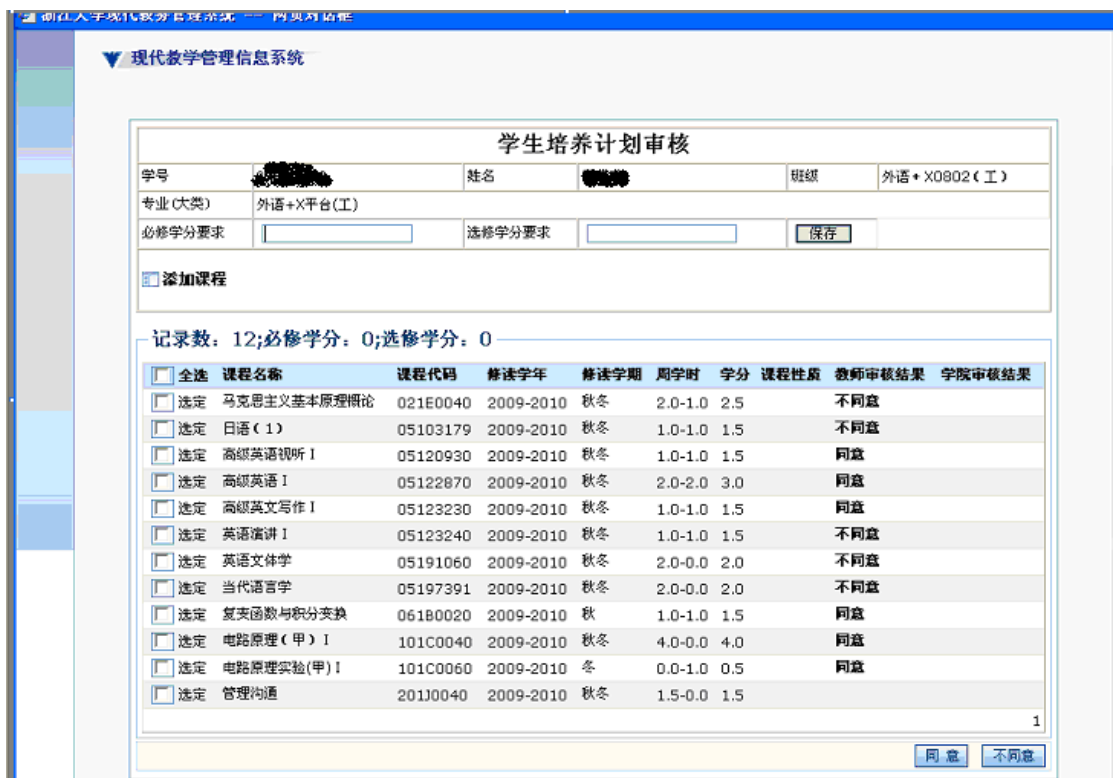 浙江大学现代教务管理系统 -- 网页对话框
现代教学管理信息系统
学生培养计划审核
学号 姓名 班级 外语+X0802(工)
专业(大类) 外语+X平台(工)
必修学分要求 选修学分要求 保存
添加课程
记录数：12;必修学分：0;选修学分：0
全选 课程名称 课程代码 修读学年 修读学期 周学时 学分 课程性质 教师审核结果 学院审核结果
选定 马克思主义基本原理概论 021E0040 2009-2010 秋冬 2.0-1.0 2.5 不同意
选定 日语(1) 05103179 2009-2010 秋冬 1.0-1.0 1.5 不同意
选定 高级英语视听 I 05120930 2009-2010 秋冬 1.0-1.0 1.5 同意
选定 高级英语 I 05122870 2009-2010 秋冬 2.0-2.0 3.0 同意
选定 高级英文写作 I 05123230 2009-2010 秋冬 1.0-1.0 1.5 同意
选定 英语演讲 I 05123240 2009-2010 秋冬 1.0-1.0 1.5 不同意
选定 英语文体学 05191060 2009-2010 秋冬 2.0-0.0 2.0 不同意
选定 当代语言学 05197391 2009-2010 秋冬 2.0-0.0 2.0 不同意
选定 复变函数与积分变换 061B0020 2009-2010 秋 1.0-1.0 1.5 同意
选定 电路原理(甲) I 101C0040 2009-2010 秋冬 4.0-0.0 4.0 同意
选定 电路原理实验(甲) I 101C0060 2009-2010 冬 0.0-1.0 0.5 同意
选定 管理沟通 201J0040 2009-2010 秋冬 1.5-0.0 1.5
1
同 意 不同意